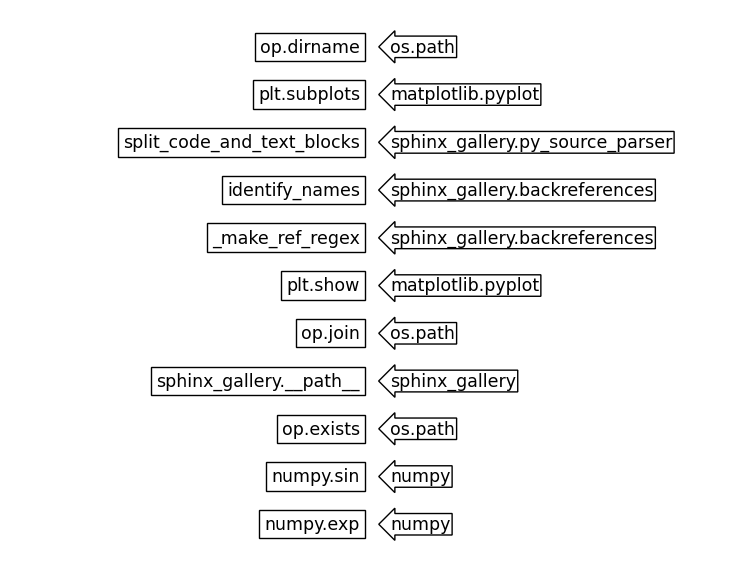 op.dirname os.path
plt.subplots matplotlib.pyplot
split_code_and_text_blocks sphinx_gallery.py_source_parser
identify_names sphinx_gallery.backreferences
_make_ref_regex sphinx_gallery.backreferences
plt.show matplotlib.pyplot
op.join os.path
sphinx_gallery.__path__ sphinx_gallery
op.exists os.path
numpy.sin numpy
numpy.exp numpy